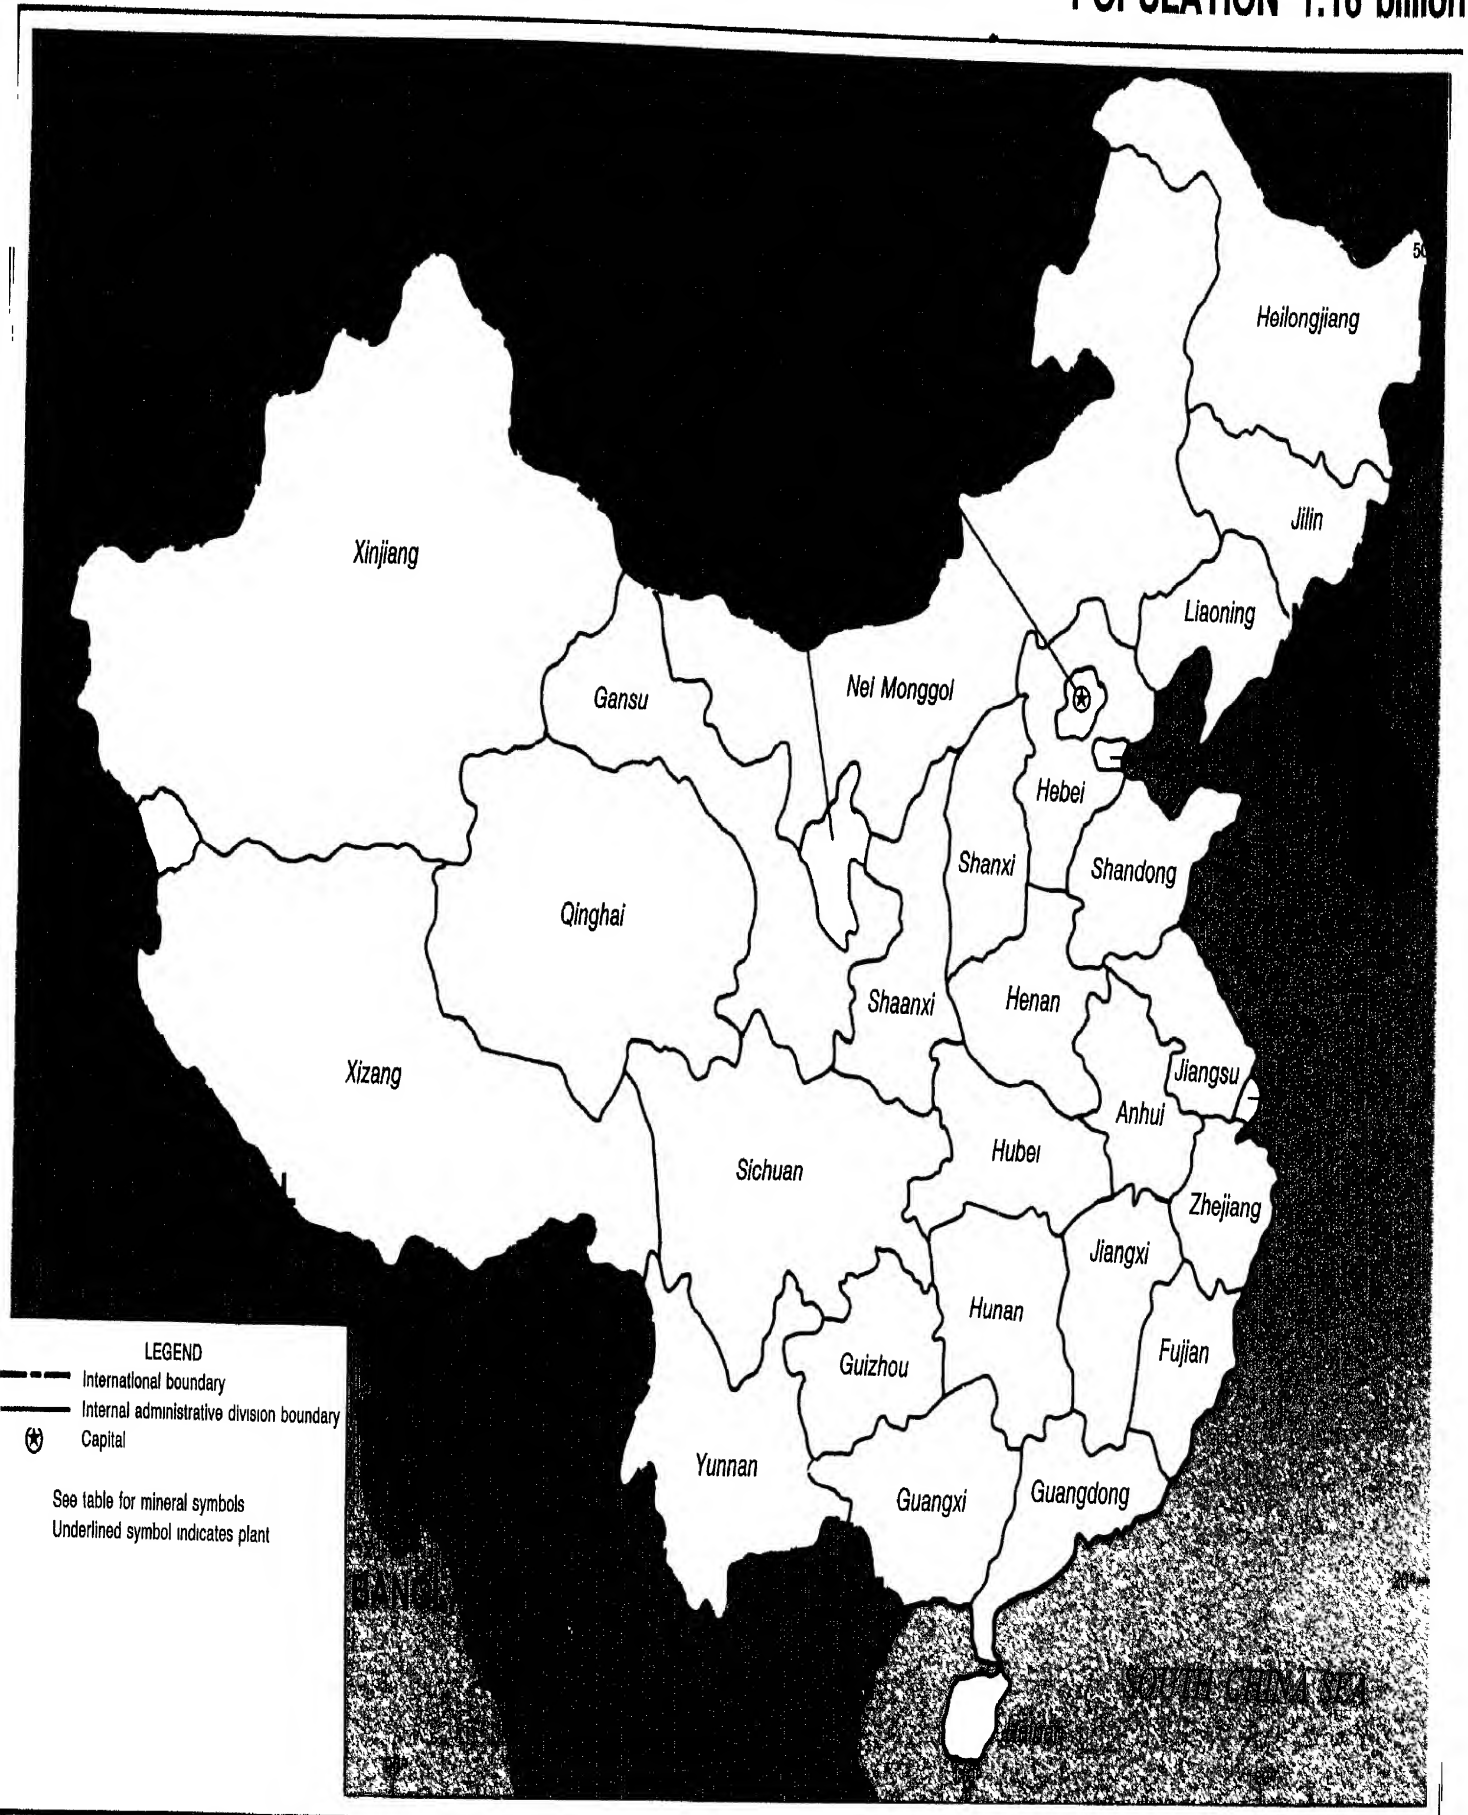 POPULATION 1.16 billion
50
Heilongjiang
Jilin
Xinjiang
Liaoning
Gansu
Nei Monggol
Hebei
Shanxi
Shandong
Qinghai
Shaanxi
Henan
Xizang
Jiangsu
Anhui
Hubei
Sichuan
Zhejiang
Jiangxi
Hunan
Fujian
Guizhou
Yunnan
Guangxi
Guangdong
LEGEND
International boundary
Internal administrative division boundary
Capital
See table for mineral symbols
Underlined symbol indicates plant
20°
SOUTH CHINA SEA